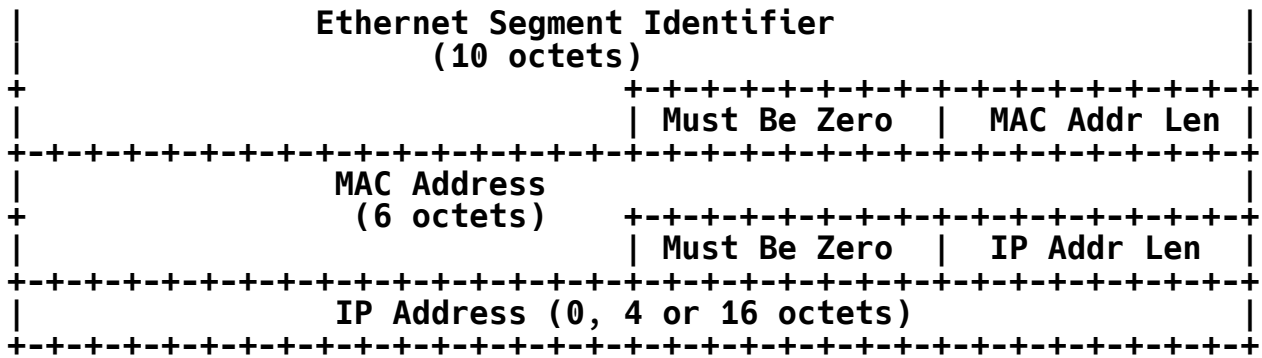 |               Ethernet Segment Identifier                     |
|                     (10 octets)                               |
+                               +-+-+-+-+-+-+-+-+-+-+-+-+-+-+-+-+
|                               | Must Be Zero  |  MAC Addr Len |
+-+-+-+-+-+-+-+-+-+-+-+-+-+-+-+-+-+-+-+-+-+-+-+-+-+-+-+-+-+-+-+-+
|                MAC Address                                    |
+                 (6 octets)    +-+-+-+-+-+-+-+-+-+-+-+-+-+-+-+-+
|                               | Must Be Zero  |  IP Addr Len  |
+-+-+-+-+-+-+-+-+-+-+-+-+-+-+-+-+-+-+-+-+-+-+-+-+-+-+-+-+-+-+-+-+
|                IP Address (0, 4 or 16 octets)                 |
+-+-+-+-+-+-+-+-+-+-+-+-+-+-+-+-+-+-+-+-+-+-+-+-+-+-+-+-+-+-+-+-+